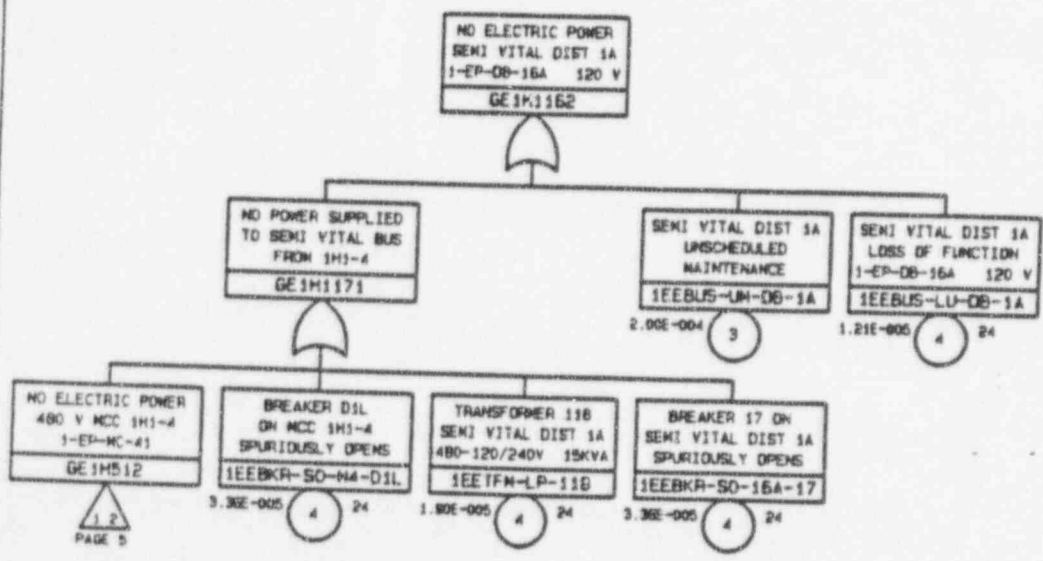 NO ELECTRIC POWER
SEMI VITAL DIST 1A
1-EP-DB-16A 120 V
GE1K1162
NO POWER SUPPLIED
TO SEMI VITAL BUS
FROM 1H1-4
GE1H1171
SEMI VITAL DIST 1A
UNSCHEDULED
MAINTENANCE
1EEBUS-UM-DB-1A
2.00E-004
3
SEMI VITAL DIST 1A
LOSS OF FUNCTION
1-EP-DB-16A 120 V
1EEBUS-LU-DB-1A
1.21E-005
4
24
NO ELECTRIC POWER
480 V MCC 1H1-4
1-EP-MC-41
GE1H512
1 2
PAGE 5
BREAKER D1L
ON MCC 1H1-4
SPURIOUSLY OPENS
1EEBKR-SO-H4-D1L
3.36E-005
4
24
TRANSFORMER 118
SEMI VITAL DIST 1A
480-120/240V 15KVA
1EETFM-LP-118
1.90E-005
4
24
BREAKER 17 ON
SEMI VITAL DIST 1A
SPURIOUSLY OPENS
1EEBKR-SO-16A-17
3.36E-005
4
24